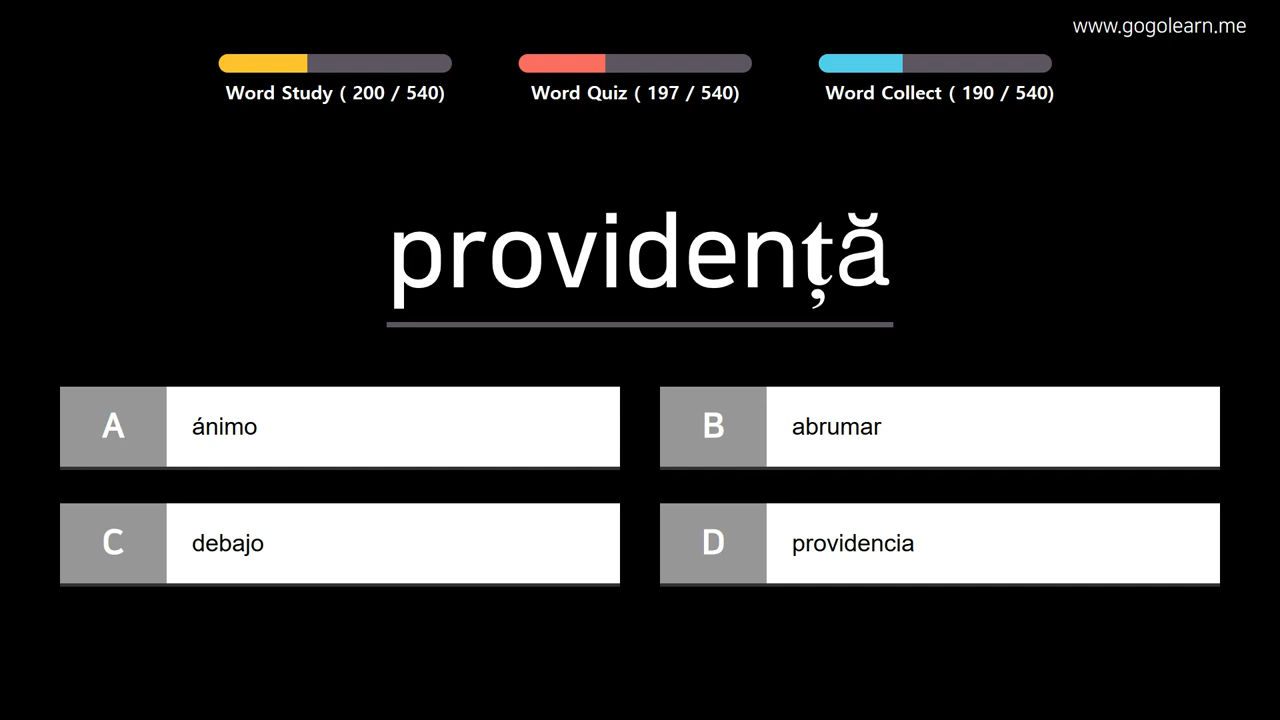 www.gogolearn.me
Word Study ( 200 / 540)
Word Quiz ( 197 / 540)
Word Collect ( 190 / 540)
providență
A
ánimo
B
abrumar
C
debajo
D
providencia